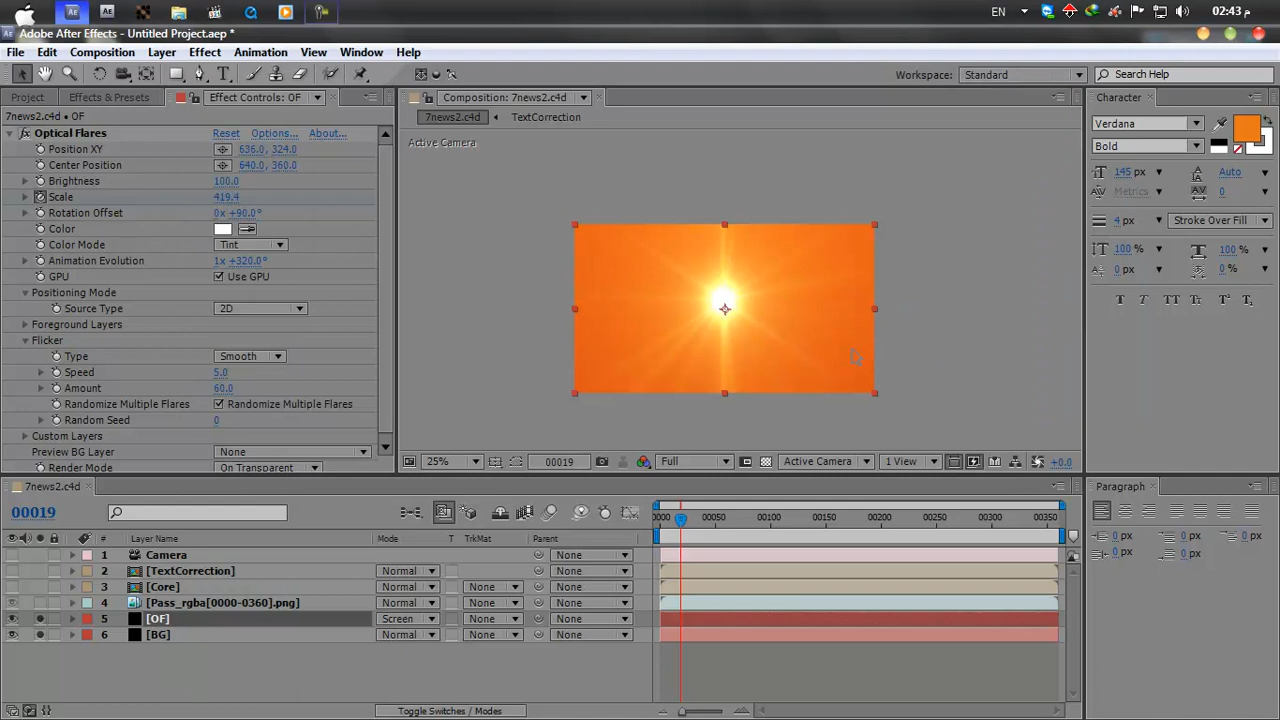 EN
02:43 م
Adobe After Effects - Untitled Project.aep *
File Edit Composition Layer Effect Animation View Window Help
Workspace: Standard Search Help
Project Effects & Presets Effect Controls: OF Composition: 7news2.c4d Character
7news2.c4d • OF
7news2.c4d TextCorrection
Active Camera
Optical Flares Reset Options... About...
Position XY 636.0, 324.0
Center Position 640.0, 360.0
Brightness 100.0
Scale 419.4
Rotation Offset 0x +90.0°
Color
Color Mode Tint
Animation Evolution 1x +320.0°
GPU Use GPU
Positioning Mode
Source Type 2D
Foreground Layers
Flicker
Type Smooth
Speed 5.0
Amount 60.0
Randomize Multiple Flares Randomize Multiple Flares
Random Seed 0
Custom Layers
Preview BG Layer None
Render Mode On Transparent
25% 00019 Full Active Camera 1 View +0.0
Verdana
Bold
145 px Auto
Metrics 0
4 px Stroke Over Fill
100 % 100 %
0 px 0 %
T T TT Tt T¹ T₁
7news2.c4d
00019
0000 00050 00100 00150 00200 00250 00300 00350
# Layer Name Mode T TrkMat Parent
1 Camera None
2 [TextCorrection] Normal None
3 [Core] Normal None None
4 [Pass_rgba[0000-0360].png] Normal None None
5 [OF] Screen None None
6 [BG] Normal None None
Toggle Switches / Modes
Paragraph
0 px 0 px 0 px
0 px 0 px